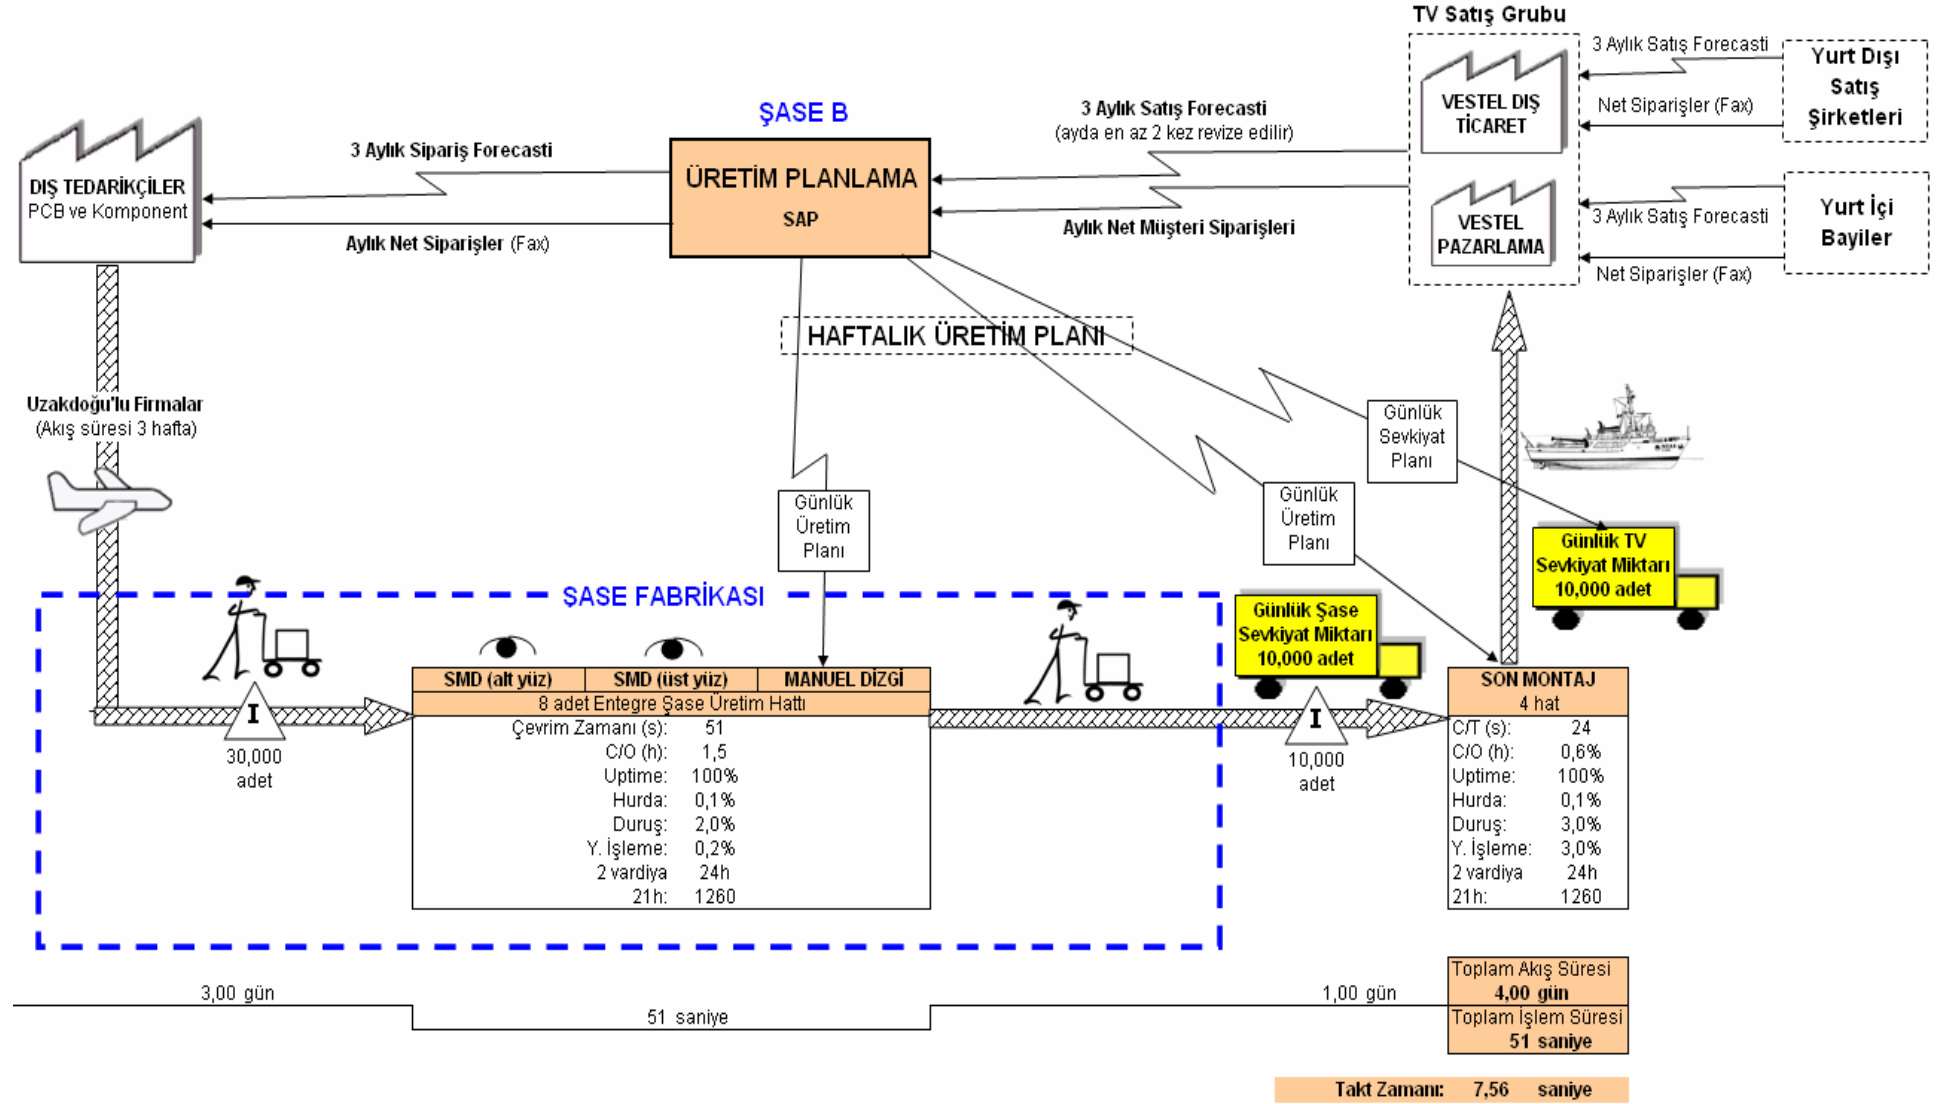 TV Satış Grubu
3 Aylık Satış Forecasti
Yurt Dışı
Satış
Şirketleri
Net Siparişler (Fax)
VESTEL DIŞ
TİCARET
ŞASE B
3 Aylık Satış Forecasti
(ayda en az 2 kez revize edilir)
3 Aylık Sipariş Forecasti
ÜRETİM PLANLAMA
SAP
DIŞ TEDARİKÇİLER
PCB ve Komponent
Aylık Net Siparişler (Fax)
Aylık Net Müşteri Siparişleri
VESTEL
PAZARLAMA
3 Aylık Satış Forecasti
Yurt İçi
Bayiler
Net Siparişler (Fax)
HAFTALIK ÜRETİM PLANI
Uzakdoğu'lu Firmalar
(Akış süresi 3 hafta)
Günlük
Sevkiyat
Planı
Günlük
Üretim
Planı
Günlük
Üretim
Planı
Günlük TV
Sevkiyat Miktarı
10,000 adet
ŞASE FABRİKASI
Günlük Şase
Sevkiyat Miktarı
10,000 adet
SMD (alt yüz)
SMD (üst yüz)
MANUEL DİZGİ
8 adet Entegre Şase Üretim Hattı
Çevrim Zamanı (s): 51
C/O (h): 1,5
Uptime: 100%
Hurda: 0,1%
Duruş: 2,0%
Y. İşleme: 0,2%
2 vardiya 24h
21h: 1260
I
30,000
adet
I
10,000
adet
SON MONTAJ
4 hat
C/T (s): 24
C/O (h): 0,6%
Uptime: 100%
Hurda: 0,1%
Duruş: 3,0%
Y. İşleme: 3,0%
2 vardiya 24h
21h: 1260
3,00 gün
51 saniye
1,00 gün
Toplam Akış Süresi
4,00 gün
Toplam İşlem Süresi
51 saniye
Takt Zamanı: 7,56 saniye